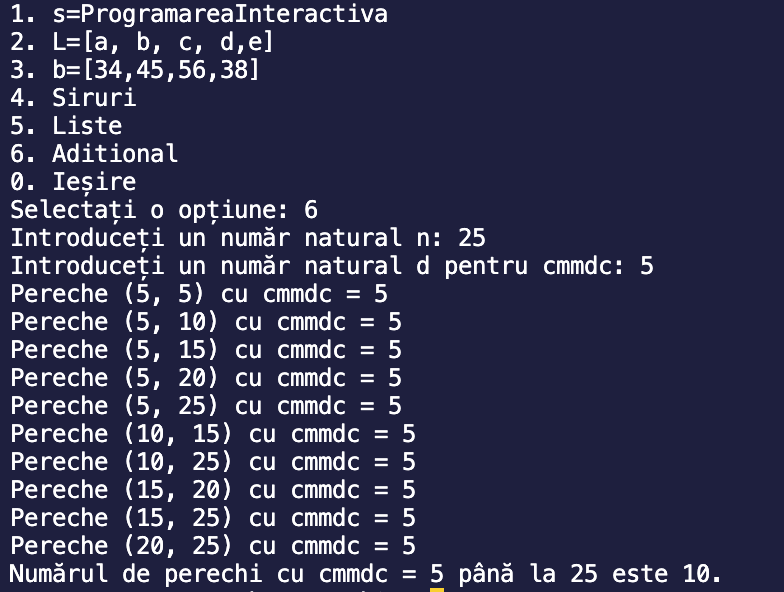 1. s=ProgramareaInteractiva
2. L=[a, b, c, d,e]
3. b=[34,45,56,38]
4. Siruri
5. Liste
6. Aditional
0. Ieșire
Selectați o opțiune: 6
Introduceți un număr natural n: 25
Introduceți un număr natural d pentru cmmdc: 5
Pereche (5, 5) cu cmmdc = 5
Pereche (5, 10) cu cmmdc = 5
Pereche (5, 15) cu cmmdc = 5
Pereche (5, 20) cu cmmdc = 5
Pereche (5, 25) cu cmmdc = 5
Pereche (10, 15) cu cmmdc = 5
Pereche (10, 25) cu cmmdc = 5
Pereche (15, 20) cu cmmdc = 5
Pereche (15, 25) cu cmmdc = 5
Pereche (20, 25) cu cmmdc = 5
Numărul de perechi cu cmmdc = 5 până la 25 este 10.